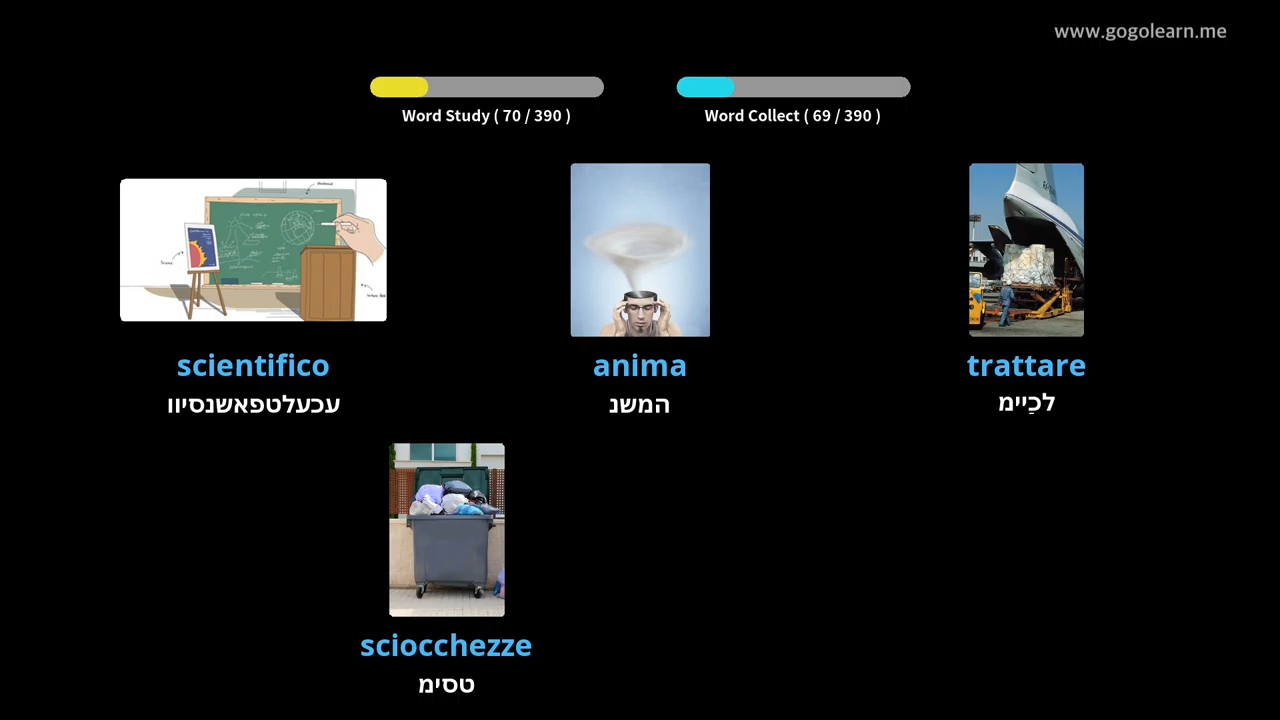 www.gogolearn.me
Word Study ( 70 / 390 )
Word Collect ( 69 / 390 )
scientifico
עכעלטפאשנסיוו
anima
המשנ
trattare
לכַיימ
sciocchezze
טסימ